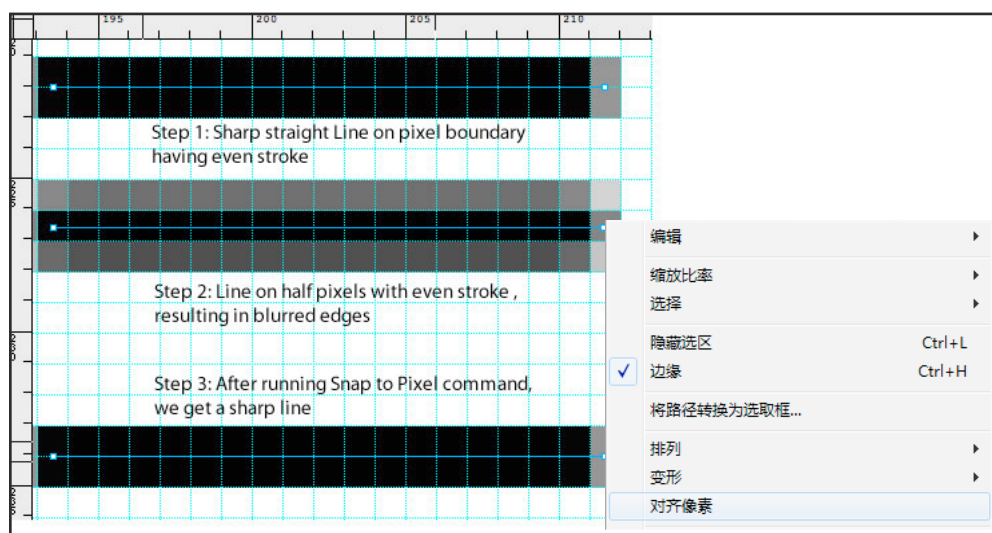 195 200 205 210
Step 1: Sharp straight Line on pixel boundary
having even stroke
Step 2: Line on half pixels with even stroke ,
resulting in blurred edges
Step 3: After running Snap to Pixel command,
we get a sharp line
编辑
缩放比率
选择
隐藏选区 Ctrl+L
边缘 Ctrl+H
将路径转换为选取框...
排列
变形
对齐像素